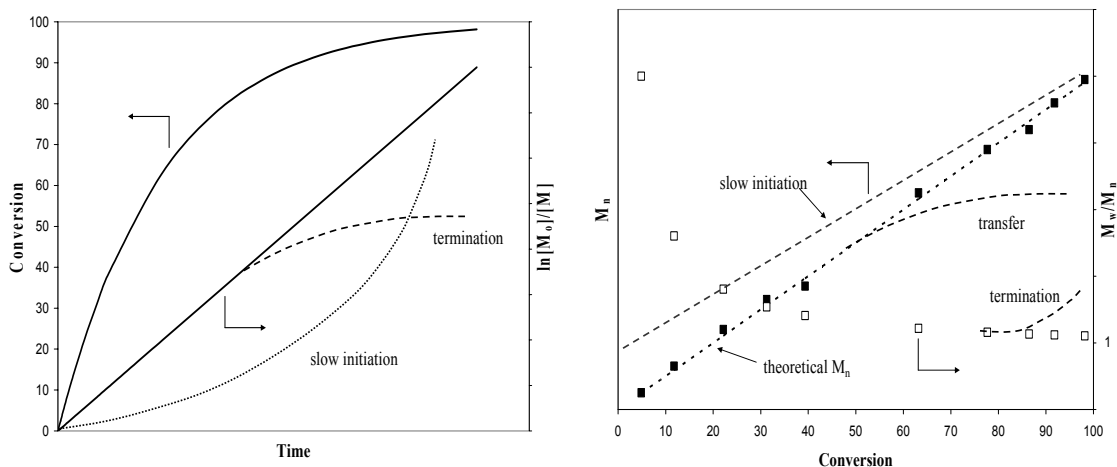 100
90
80
70
60
50
40
30
20
10
0
Conversion
Time
ln[Mo]/[M]
termination
slow initiation
Mn
Mw/Mn
slow initiation
transfer
termination
theoretical Mn
1
0 10 20 30 40 50 60 70 80 90 100
Conversion